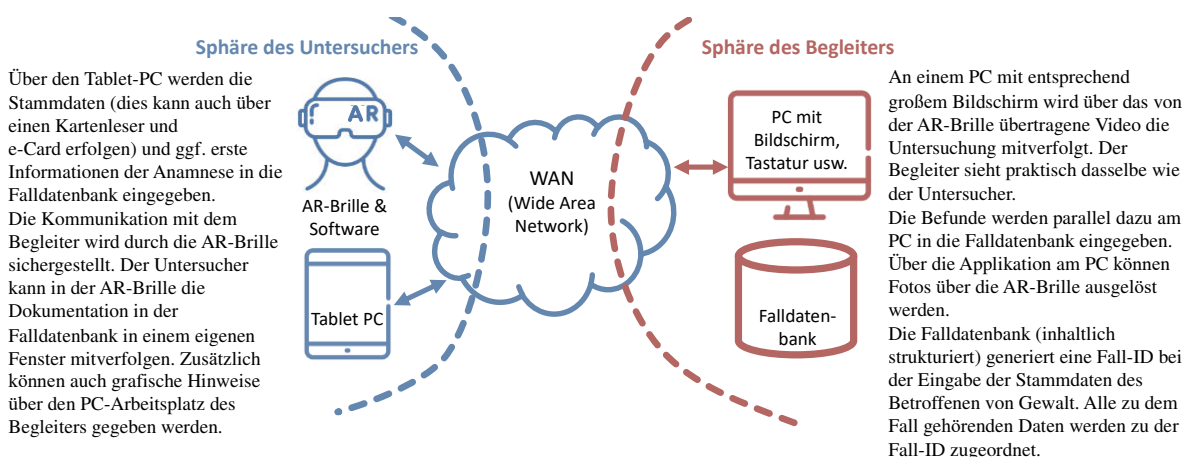 Sphäre des Untersuchers
Über den Tablet-PC werden die
Stammdaten (dies kann auch über
einen Kartenleser und
e-Card erfolgen) und ggf. erste
Informationen der Anamnese in die
Falldatenbank eingegeben.
Die Kommunikation mit dem
Begleiter wird durch die AR-Brille
sichergestellt. Der Untersucher
kann in der AR-Brille die
Dokumentation in der
Falldatenbank in einem eigenen
Fenster mitverfolgen. Zusätzlich
können auch grafische Hinweise
über den PC-Arbeitsplatz des
Begleiters gegeben werden.
AR
AR-Brille &
Software
Tablet PC
WAN
(Wide Area
Network)
Sphäre des Begleiters
PC mit
Bildschirm,
Tastatur usw.
Falldaten-
bank
An einem PC mit entsprechend
großem Bildschirm wird über das von
der AR-Brille übertragene Video die
Untersuchung mitverfolgt. Der
Begleiter sieht praktisch dasselbe wie
der Untersucher.
Die Befunde werden parallel dazu am
PC in die Falldatenbank eingegeben.
Über die Applikation am PC können
Fotos über die AR-Brille ausgelöst
werden.
Die Falldatenbank (inhaltlich
strukturiert) generiert eine Fall-ID bei
der Eingabe der Stammdaten des
Betroffenen von Gewalt. Alle zu dem
Fall gehörenden Daten werden zu der
Fall-ID zugeordnet.